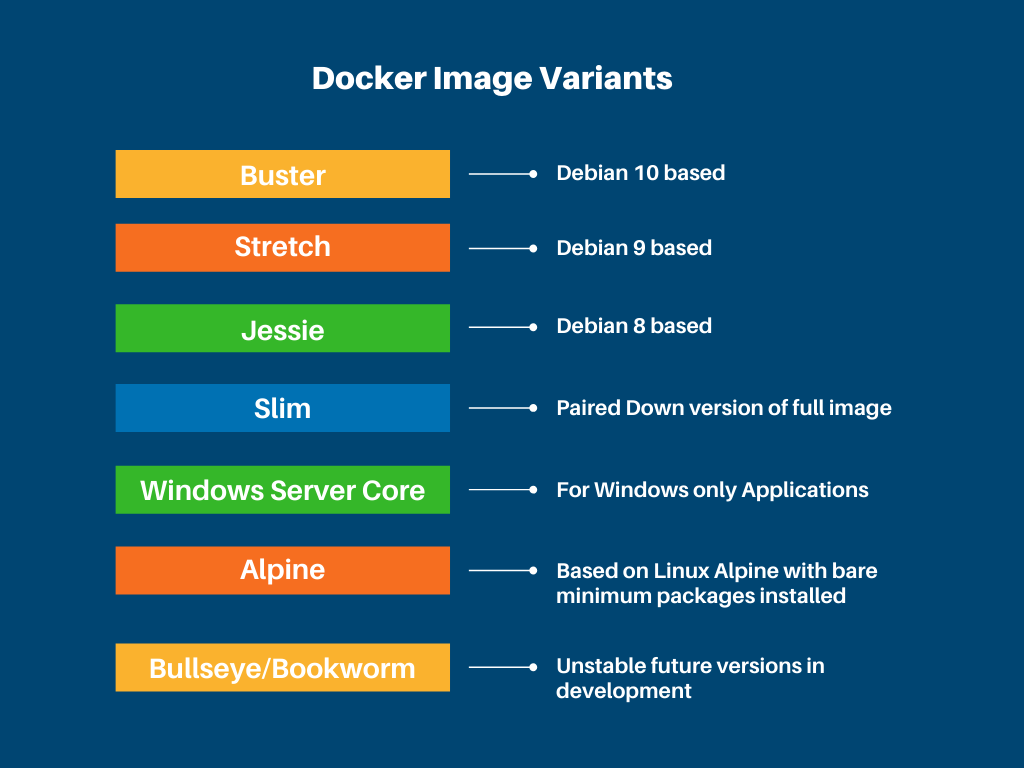 Docker Image Variants
Buster
Debian 10 based
Stretch
Debian 9 based
Jessie
Debian 8 based
Slim
Paired Down version of full image
Windows Server Core
For Windows only Applications
Alpine
Based on Linux Alpine with bare
minimum packages installed
Bullseye/Bookworm
Unstable future versions in
development